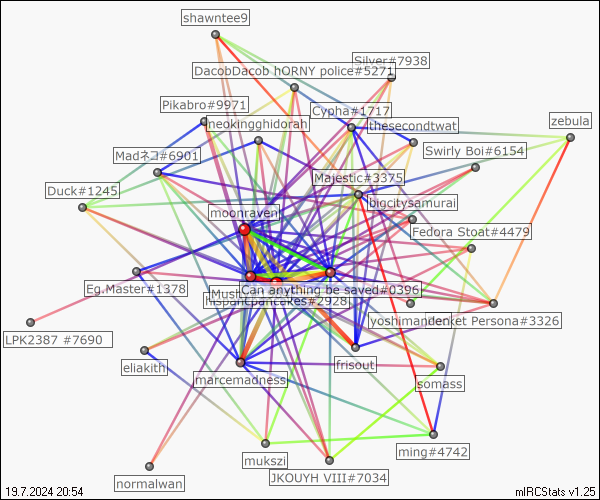 shawntee9
Silver#7938
DacobDacob hORNY police#5271
Pikabro#9971
Cypha#1717
zebula
neokingghidorah
thesecondtwat
Madネコ#6901
Swirly Boi#6154
Majestic#3375
Duck#1245
bigcitysamurai
moonraven
Fedora Stoat#4479
Eg.Master#1378
Can anything be saved#0396
hispanicpancakes#2928
yoshimaniac
denket Persona#3326
LPK2387 #7690
eliakith
frisout
marcemadness
somass
ming#4742
mukszi
JKOUYH VIII#7034
normalwan
19.7.2024 20:54
mIRCStats v1.25